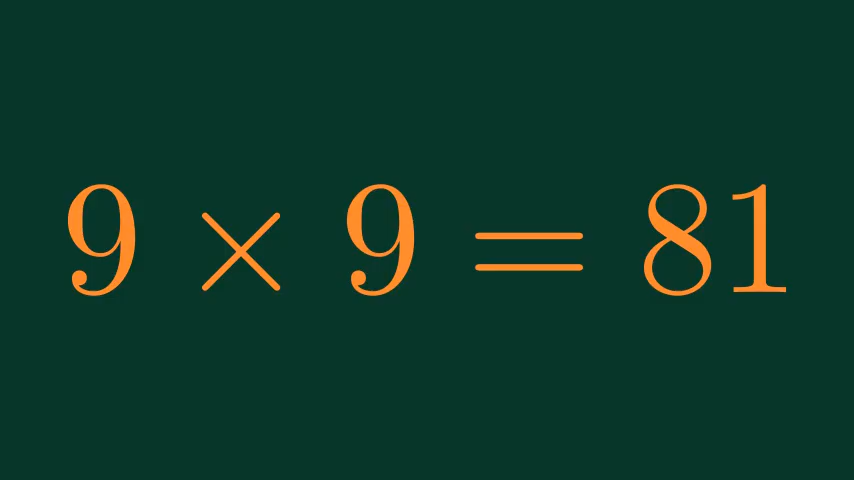 9 × 9 = 81